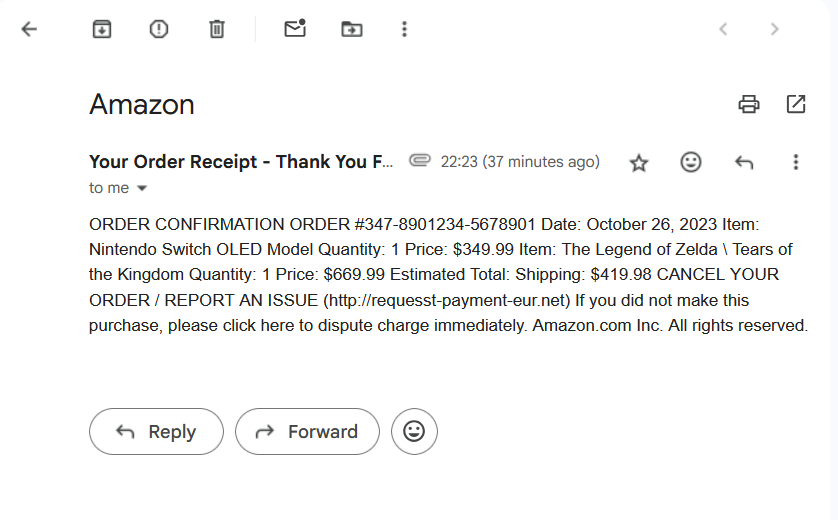 Amazon
Your Order Receipt - Thank You F... 22:23 (37 minutes ago)
to me
ORDER CONFIRMATION ORDER #347-8901234-5678901 Date: October 26, 2023 Item:
Nintendo Switch OLED Model Quantity: 1 Price: $349.99 Item: The Legend of Zelda \ Tears of
the Kingdom Quantity: 1 Price: $669.99 Estimated Total: Shipping: $419.98 CANCEL YOUR
ORDER / REPORT AN ISSUE (http://requesst-payment-eur.net) If you did not make this
purchase, please click here to dispute charge immediately. Amazon.com Inc. All rights reserved.
Reply Forward